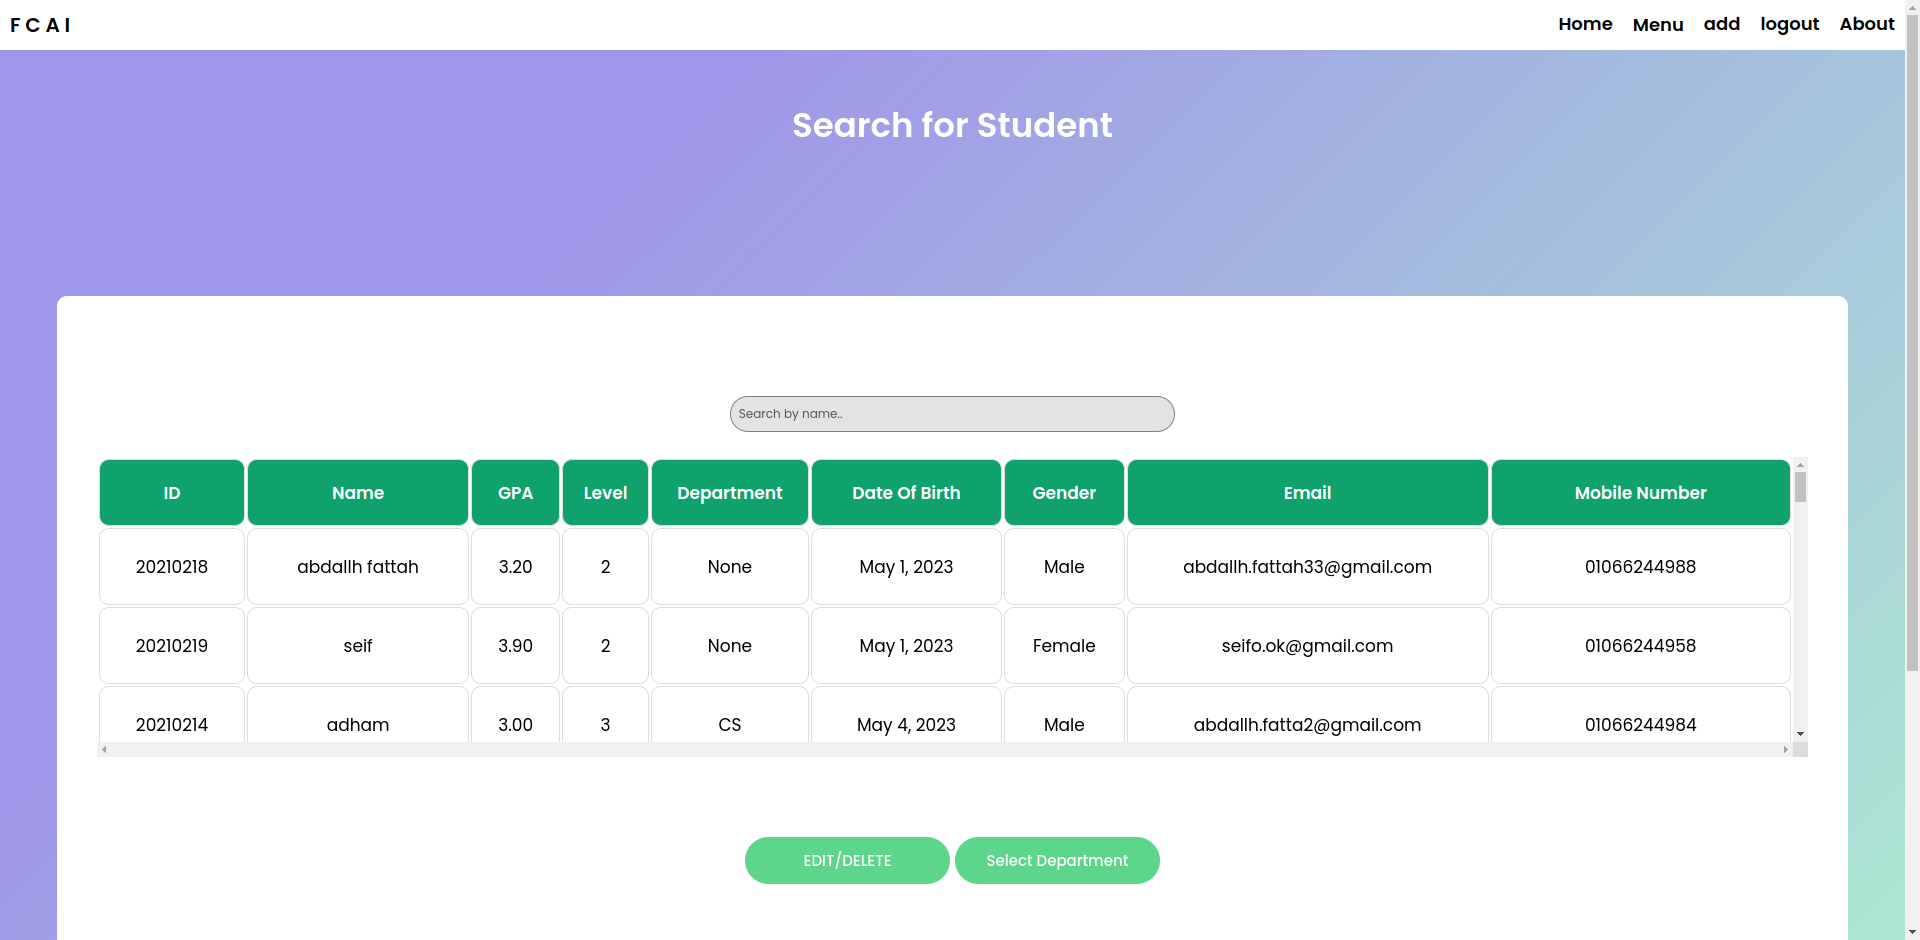 F C A I
Home Menu add logout About
Search for Student
Search by name..
ID Name GPA Level Department Date Of Birth Gender Email Mobile Number
20210218 abdallh fattah 3.20 2 None May 1, 2023 Male abdallh.fattah33@gmail.com 01066244988
20210219 seif 3.90 2 None May 1, 2023 Female seifo.ok@gmail.com 01066244958
20210214 adham 3.00 3 CS May 4, 2023 Male abdallh.fatta2@gmail.com 01066244984
EDIT/DELETE Select Department